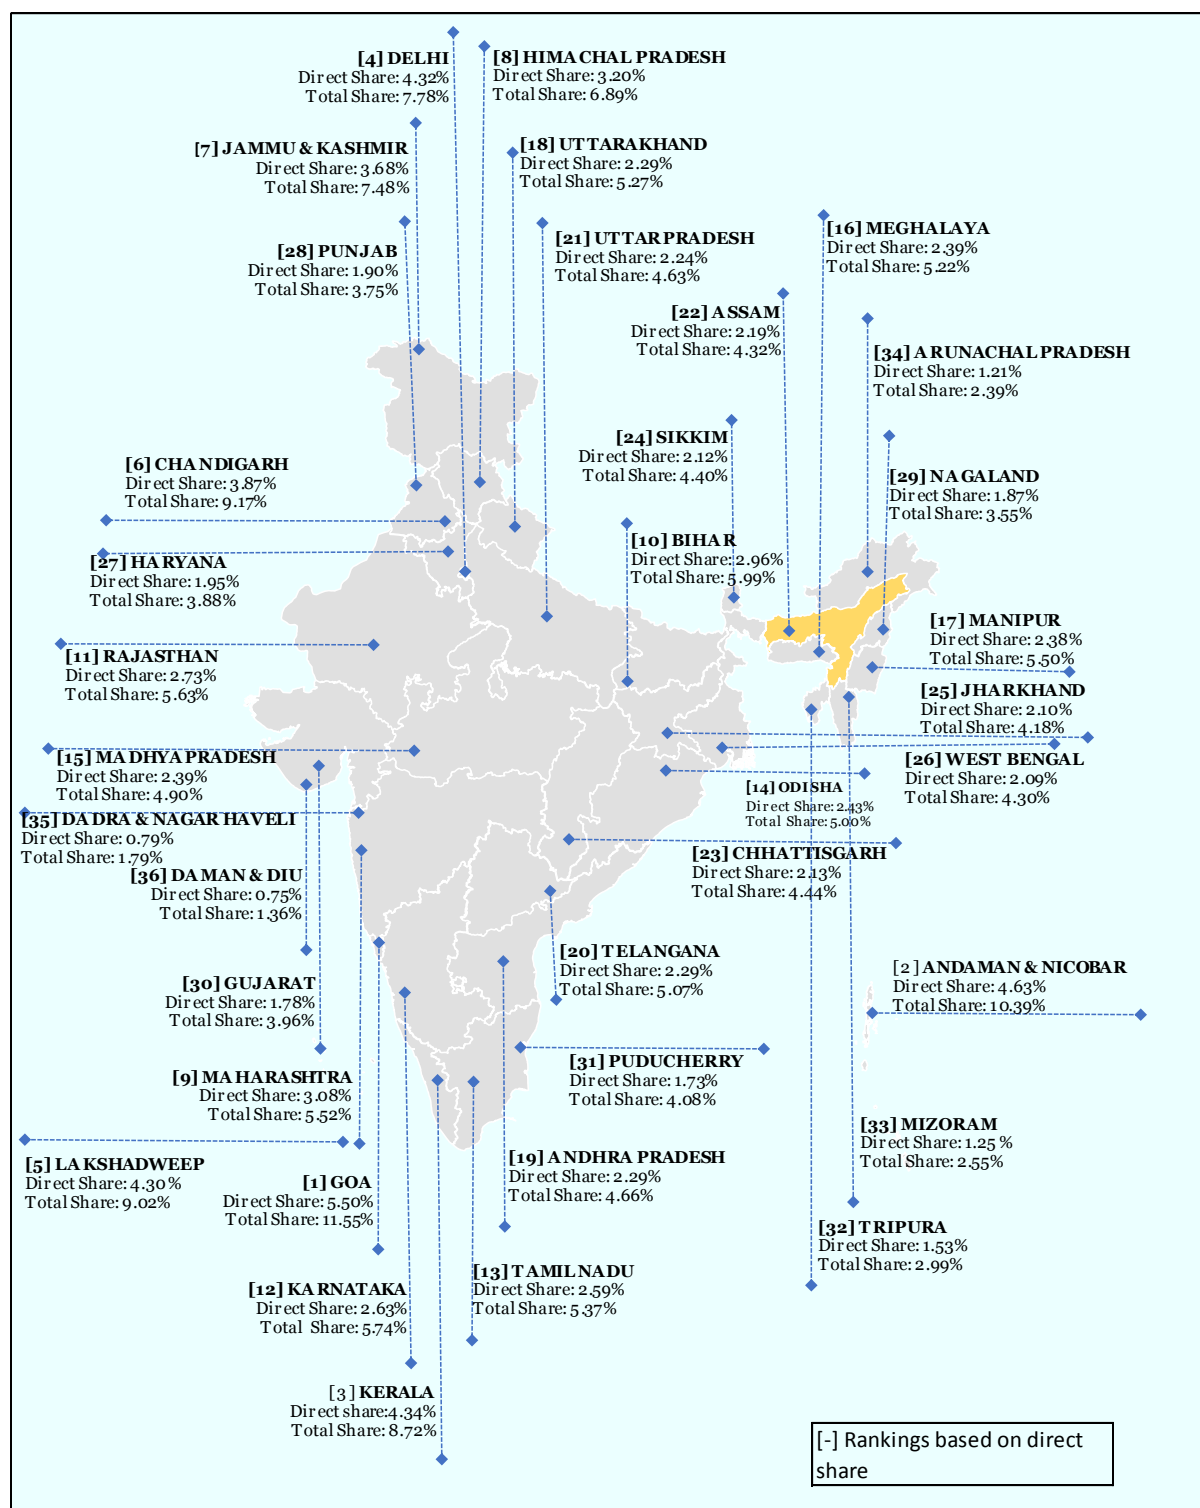 [4] DELHI
Direct Share: 4.32%
Total Share: 7.78%
[8] HIMACHAL PRADESH
Direct Share: 3.20%
Total Share: 6.89%
[7] JAMMU & KASHMIR
Direct Share: 3.68%
Total Share: 7.48%
[18] UTTARAKHAND
Direct Share: 2.29%
Total Share: 5.27%
[28] PUNJAB
Direct Share: 1.90%
Total Share: 3.75%
[21] UTTAR PRADESH
Direct Share: 2.24%
Total Share: 4.63%
[16] MEGHALAYA
Direct Share: 2.39%
Total Share: 5.22%
[22] ASSAM
Direct Share: 2.19%
Total Share: 4.32%
[34] ARUNACHAL PRADESH
Direct Share: 1.21%
Total Share: 2.39%
[24] SIKKIM
Direct Share: 2.12%
Total Share: 4.40%
[6] CHANDIGARH
Direct Share: 3.87%
Total Share: 9.17%
[29] NAGALAND
Direct Share: 1.87%
Total Share: 3.55%
[10] BIHAR
Direct Share: 2.96%
Total Share: 5.99%
[27] HARYANA
Direct Share: 1.95%
Total Share: 3.88%
[17] MANIPUR
Direct Share: 2.38%
Total Share: 5.50%
[11] RAJASTHAN
Direct Share: 2.73%
Total Share: 5.63%
[25] JHARKHAND
Direct Share: 2.10%
Total Share: 4.18%
[15] MADHYA PRADESH
Direct Share: 2.39%
Total Share: 4.90%
[26] WEST BENGAL
Direct Share: 2.09%
Total Share: 4.30%
[14] ODISHA
Direct Share: 2.43%
Total Share: 5.00%
[35] DADRA & NAGAR HAVELI
Direct Share: 0.79%
Total Share: 1.79%
[23] CHHATTISGARH
Direct Share: 2.13%
Total Share: 4.44%
[36] DAMAN & DIU
Direct Share: 0.75%
Total Share: 1.36%
[20] TELANGANA
Direct Share: 2.29%
Total Share: 5.07%
[2] ANDAMAN & NICOBAR
Direct Share: 4.63%
Total Share: 10.39%
[30] GUJARAT
Direct Share: 1.78%
Total Share: 3.96%
[31] PUDUCHERRY
Direct Share: 1.73%
Total Share: 4.08%
[9] MAHARASHTRA
Direct Share: 3.08%
Total Share: 5.52%
[33] MIZORAM
Direct Share: 1.25 %
Total Share: 2.55%
[5] LAKSHADWEEP
Direct Share: 4.30 %
Total Share: 9.02%
[19] ANDHRA PRADESH
Direct Share: 2.29%
Total Share: 4.66%
[1] GOA
Direct Share: 5.50%
Total Share: 11.55%
[32] TRIPURA
Direct Share: 1.53%
Total Share: 2.99%
[13] TAMIL NADU
Direct Share: 2.59%
Total Share: 5.37%
[12] KARNATAKA
Direct Share: 2.63%
Total Share: 5.74%
[3] KERALA
Direct share:4.34%
Total Share: 8.72%
[-] Rankings based on direct
share